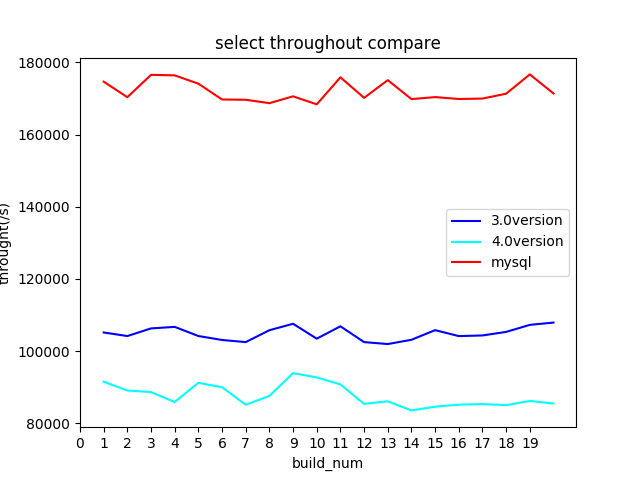 select throughout compare
180000
160000
140000
120000
100000
80000
throught(/s)
3.0version
4.0version
mysql
0 1 2 3 4 5 6 7 8 9 10 11 12 13 14 15 16 17 18 19
build_num